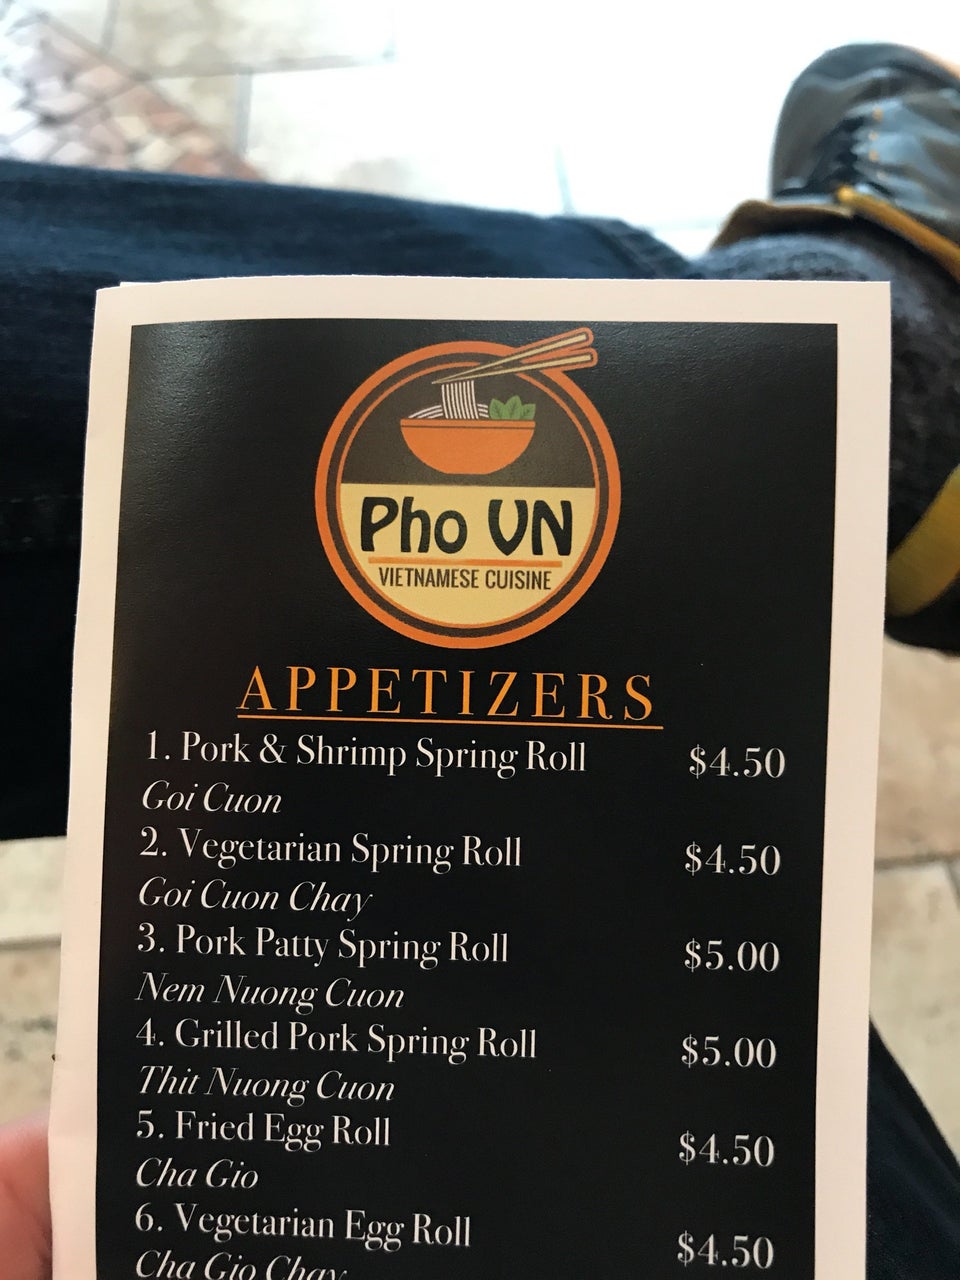 Pho VN
VIETNAMESE CUISINE
APPETIZERS
1. Pork & Shrimp Spring Roll $4.50
Goi Cuon
2. Vegetarian Spring Roll $4.50
Goi Cuon Chay
3. Pork Patty Spring Roll $5.00
Nem Nuong Cuon
4. Grilled Pork Spring Roll $5.00
Thit Nuong Cuon
5. Fried Egg Roll $4.50
Cha Gio
6. Vegetarian Egg Roll $4.50
Cha Gio Chay